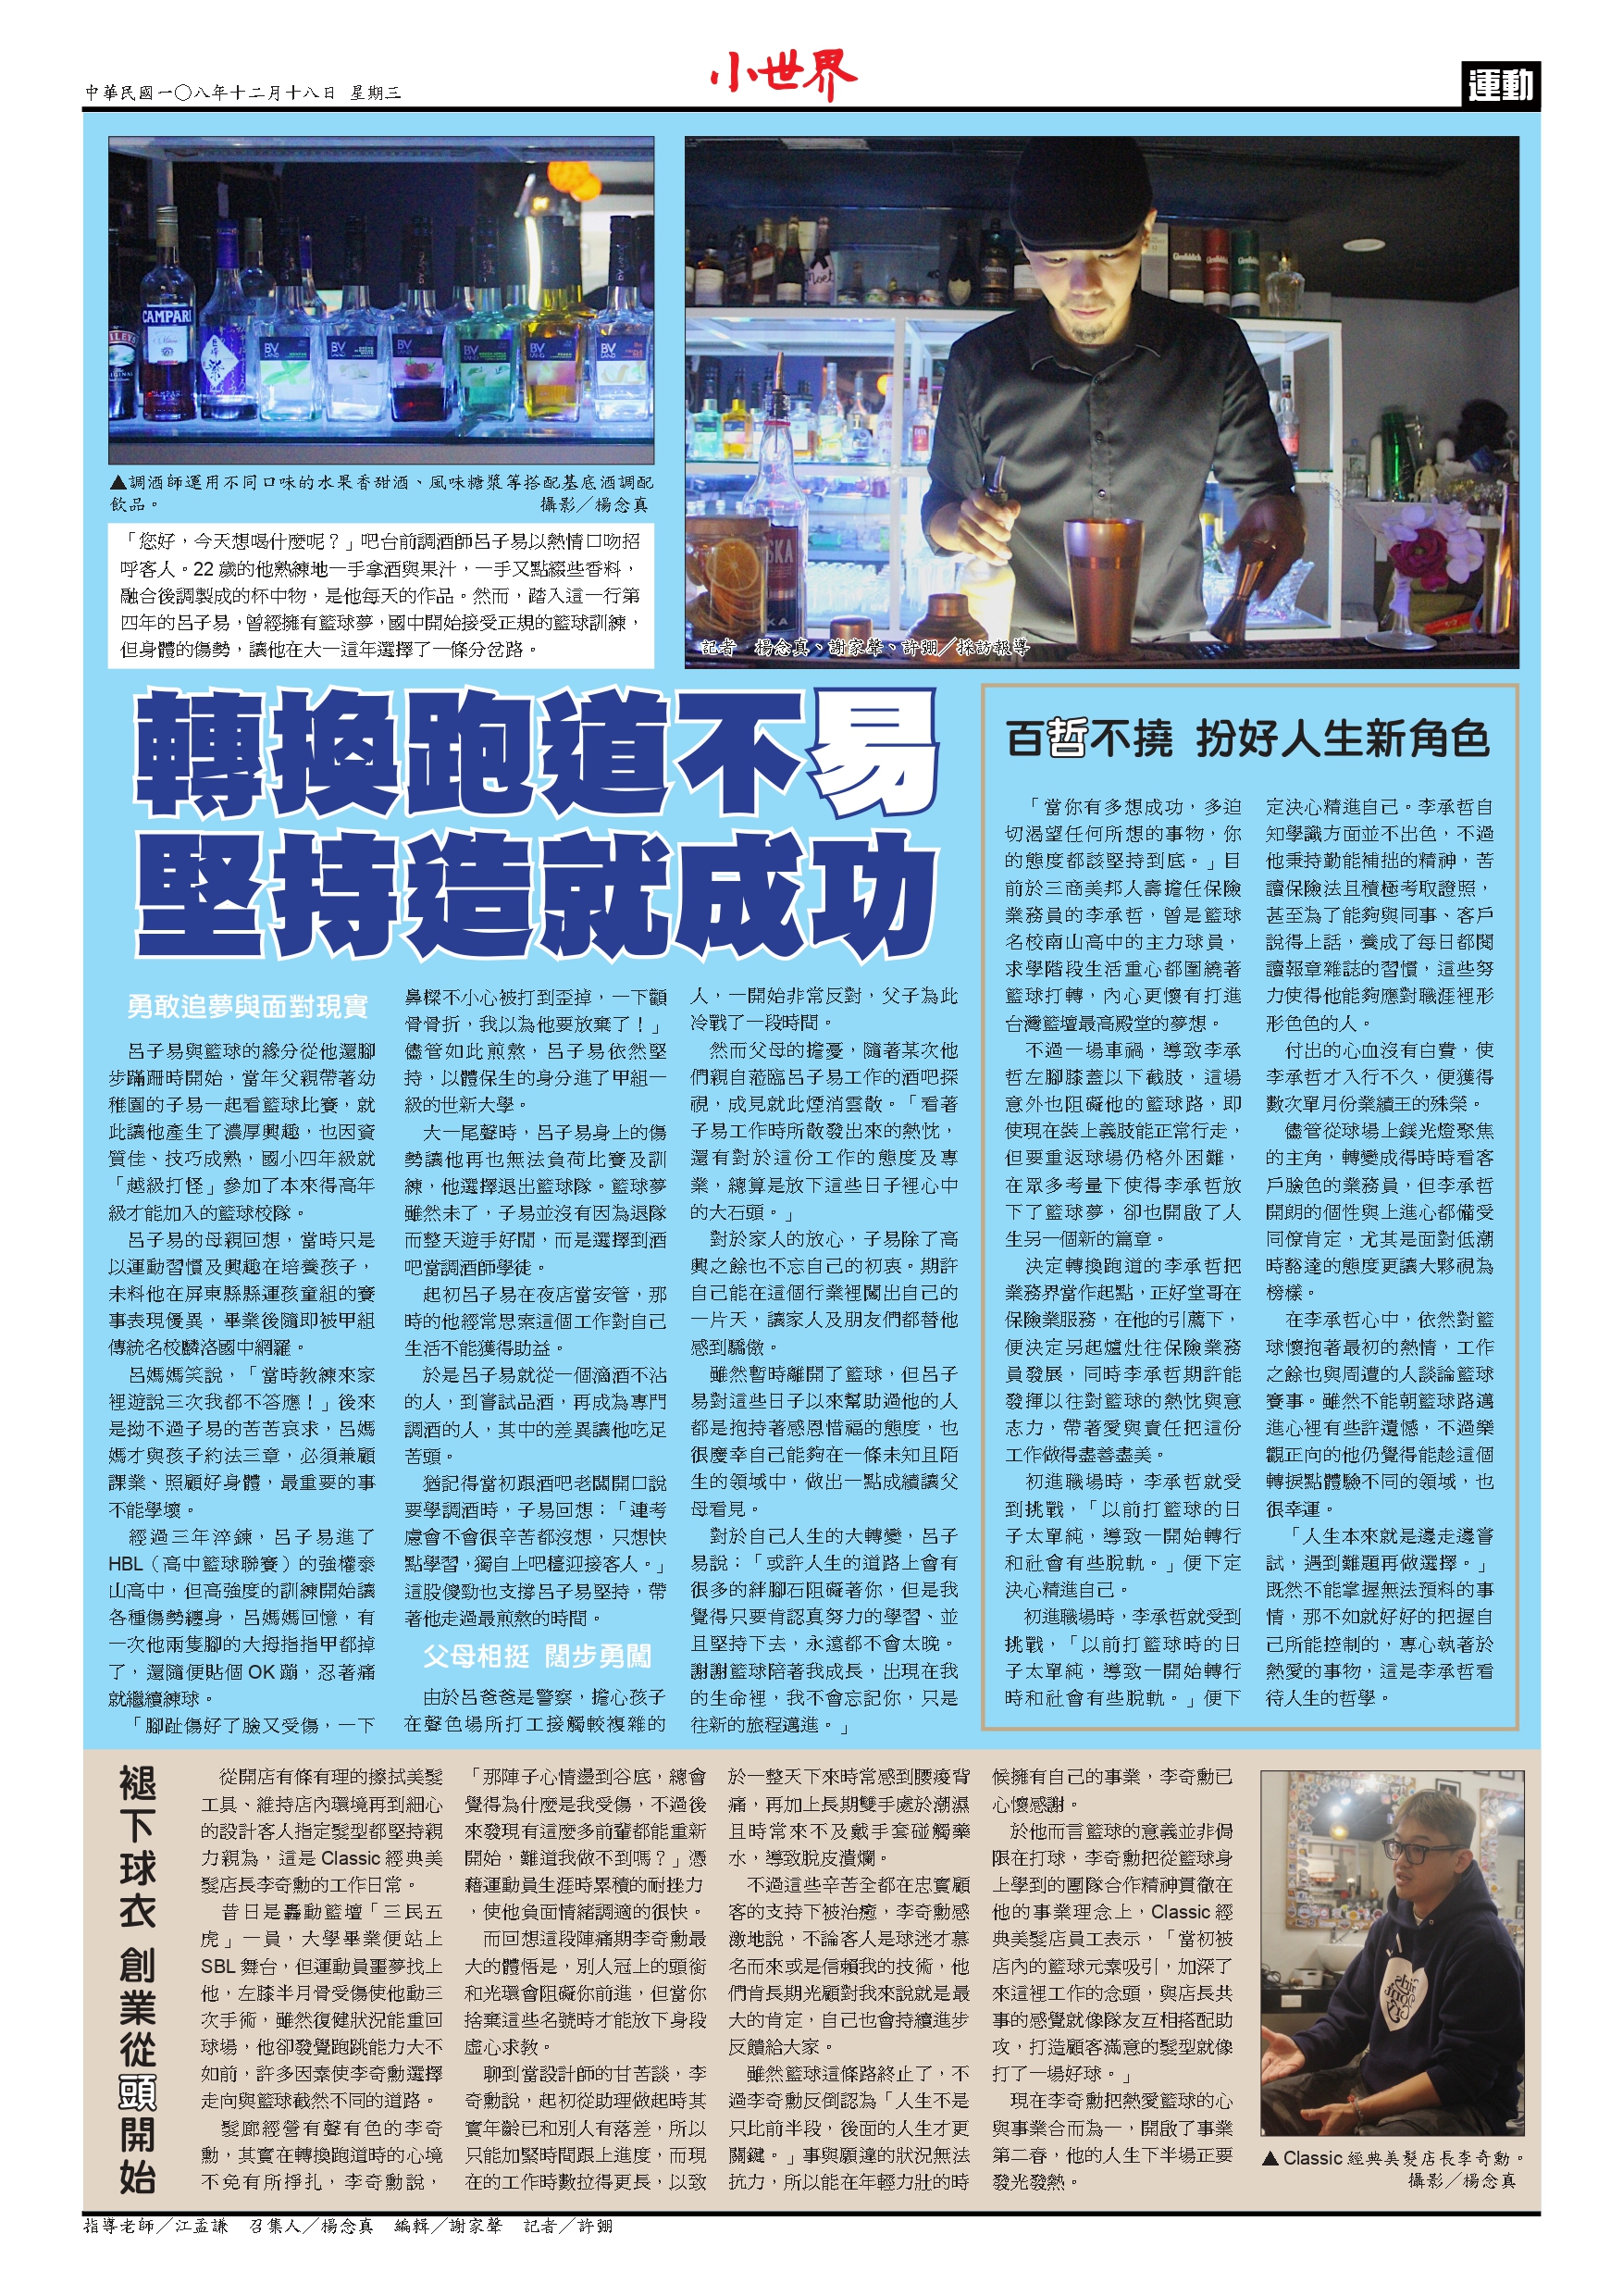 中華民國一〇八年十二月十八日 星期三
小世界
運動
CAMPARI
▲調酒師運用不同口味的水果香甜酒、風味糖漿等搭配基底酒調配
飲品。 攝影／楊念真
「您好，今天想喝什麼呢？」吧台前調酒師呂子易以熱情口吻招
呼客人。22 歲的他熟練地一手拿酒與果汁，一手又點綴些香料，
融合後調製成的杯中物，是他每天的作品。然而，踏入這一行第
四年的呂子易，曾經擁有籃球夢，國中開始接受正規的籃球訓練，
但身體的傷勢，讓他在大一這年選擇了一條分岔路。
記者 楊念真、謝家聲、許弼／採訪報導
轉換跑道不易
堅持造就成功
勇敢追夢與面對現實
呂子易與籃球的緣分從他還腳
步蹣跚時開始，當年父親帶著幼
稚園的子易一起看籃球比賽，就
此讓他產生了濃厚興趣，也因資
質佳、技巧成熟，國小四年級就
「越級打怪」參加了本來得高年
級才能加入的籃球校隊。
呂子易的母親回想，當時只是
以運動習慣及興趣在培養孩子，
未料他在屏東縣縣運孩童組的賽
事表現優異，畢業後隨即被甲組
傳統名校麟洛國中網羅。
呂媽媽笑說，「當時教練來家
裡遊說三次我都不答應！」後來
是拗不過子易的苦苦哀求，呂媽
媽才與孩子約法三章，必須兼顧
課業、照顧好身體，最重要的事
不能學壞。
經過三年淬鍊，呂子易進了
HBL（高中籃球聯賽）的強權泰
山高中，但高強度的訓練開始讓
各種傷勢纏身，呂媽媽回憶，有
一次他兩隻腳的大拇指指甲都掉
了，還隨便貼個 OK 蹦，忍著痛
就繼續練球。
「腳趾傷好了臉又受傷，一下
鼻樑不小心被打到歪掉，一下顴
骨骨折，我以為他要放棄了！」
儘管如此煎熬，呂子易依然堅
持，以體保生的身分進了甲組一
級的世新大學。
大一尾聲時，呂子易身上的傷
勢讓他再也無法負荷比賽及訓
練，他選擇退出籃球隊。籃球夢
雖然未了，子易並沒有因為退隊
而整天遊手好閒，而是選擇到酒
吧當調酒師學徒。
起初呂子易在夜店當安管，那
時的他經常思索這個工作對自己
生活不能獲得助益。
於是呂子易就從一個滴酒不沾
的人，到嘗試品酒，再成為專門
調酒的人，其中的差異讓他吃足
苦頭。
猶記得當初跟酒吧老闆開口說
要學調酒時，子易回想：「連考
慮會不會很辛苦都沒想，只想快
點學習，獨自上吧檯迎接客人。」
這股傻勁也支撐呂子易堅持，帶
著他走過最煎熬的時間。
父母相挺 闊步勇闖
由於呂爸爸是警察，擔心孩子
在聲色場所打工接觸較複雜的
人，一開始非常反對，父子為此
冷戰了一段時間。
然而父母的擔憂，隨著某次他
們親自蒞臨呂子易工作的酒吧探
視，成見就此煙消雲散。「看著
子易工作時所散發出來的熱忱，
還有對於這份工作的態度及專
業，總算是放下這些日子裡心中
的大石頭。」
對於家人的放心，子易除了高
興之餘也不忘自己的初衷。期許
自己能在這個行業裡闖出自己的
一片天，讓家人及朋友們都替他
感到驕傲。
雖然暫時離開了籃球，但呂子
易對這些日子以來幫助過他的人
都是抱持著感恩惜福的態度，也
很慶幸自己能夠在一條未知且陌
生的領域中，做出一點成績讓父
母看見。
對於自己人生的大轉變，呂子
易說：「或許人生的道路上會有
很多的絆腳石阻礙著你，但是我
覺得只要肯認真努力的學習、並
且堅持下去，永遠都不會太晚。
謝謝籃球陪著我成長，出現在我
的生命裡，我不會忘記你，只是
往新的旅程邁進。」
百哲不撓 扮好人生新角色
「當你有多想成功，多迫
切渴望任何所想的事物，你
的態度都該堅持到底。」目
前於三商美邦人壽擔任保險
業務員的李承哲，曾是籃球
名校南山高中的主力球員，
求學階段生活重心都圍繞著
籃球打轉，內心更懷有打進
台灣籃壇最高殿堂的夢想。
不過一場車禍，導致李承
哲左腳膝蓋以下截肢，這場
意外也阻礙他的籃球路，即
使現在裝上義肢能正常行走，
但要重返球場仍格外困難，
在眾多考量下使得李承哲放
下了籃球夢，卻也開啟了人
生另一個新的篇章。
決定轉換跑道的李承哲把
業務界當作起點，正好堂哥在
保險業服務，在他的引薦下，
便決定另起爐灶往保險業務
員發展，同時李承哲期許能
發揮以往對籃球的熱忱與意
志力，帶著愛與責任把這份
工作做得盡善盡美。
初進職場時，李承哲就受
到挑戰，「以前打籃球的日
子太單純，導致一開始轉行
和社會有些脫軌。」便下定
決心精進自己。
初進職場時，李承哲就受到
挑戰，「以前打籃球時的日
子太單純，導致一開始轉行
時和社會有些脫軌。」便下
定決心精進自己。李承哲自
知學識方面並不出色，不過
他秉持勤能補拙的精神，苦
讀保險法且積極考取證照，
甚至為了能夠與同事、客戶
說得上話，養成了每日都閱
讀報章雜誌的習慣，這些努
力使得他能夠應對職涯裡形
形色色的人。
付出的心血沒有白費，使
李承哲才入行不久，便獲得
數次單月份業績王的殊榮。
儘管從球場上鎂光燈聚焦
的主角，轉變成得時時看客
戶臉色的業務員，但李承哲
開朗的個性與上進心都備受
同僚肯定，尤其是面對低潮
時豁達的態度更讓大夥視為
榜樣。
在李承哲心中，依然對籃
球懷抱著最初的熱情，工作
之餘也與周遭的人談論籃球
賽事。雖然不能朝籃球路邁
進心裡有些許遺憾，不過樂
觀正向的他仍覺得能趁這個
轉捩點體驗不同的領域，也
很幸運。
「人生本來就是邊走邊嘗
試，遇到難題再做選擇。」
既然不能掌握無法預料的事
情，那不如就好好的把握自
己所能控制的，專心執著於
熱愛的事物，這是李承哲看
待人生的哲學。
褪下球衣 創業從頭開始
從開店有條有理的擦拭美髮
工具、維持店內環境再到細心
的設計客人指定髮型都堅持親
力親為，這是 Classic 經典美
髮店長李奇勳的工作日常。
昔日是轟動籃壇「三民五
虎」一員，大學畢業便站上
SBL 舞台，但運動員噩夢找上
他，左膝半月骨受傷使他動三
次手術，雖然復健狀況能重回
球場，他卻發覺跑跳能力大不
如前，許多因素使李奇勳選擇
走向與籃球截然不同的道路。
髮廊經營有聲有色的李奇
勳，其實在轉換跑道時的心境
不免有所掙扎，李奇勳說，
「那陣子心情盪到谷底，總會
覺得為什麼是我受傷，不過後
來發現有這麼多前輩都能重新
開始，難道我做不到嗎？」憑
藉運動員生涯時累積的耐挫力
，使他負面情緒調適的很快。
而回想這段陣痛期李奇勳最
大的體悟是，別人冠上的頭銜
和光環會阻礙你前進，但當你
捨棄這些名號時才能放下身段
虛心求教。
聊到當設計師的甘苦談，李
奇勳說，起初從助理做起時其
實年齡已和別人有落差，所以
只能加緊時間跟上進度，而現
在的工作時數拉得更長，以致
於一整天下來時常感到腰痠背
痛，再加上長期雙手處於潮濕
且時常來不及戴手套碰觸藥
水，導致脫皮潰爛。
不過這些辛苦全都在忠實顧
客的支持下被治癒，李奇勳感
激地說，不論客人是球迷才慕
名而來或是信賴我的技術，他
們肯長期光顧對我來說就是最
大的肯定，自己也會持續進步
反饋給大家。
雖然籃球這條路終止了，不
過李奇勳反倒認為「人生不是
只比前半段，後面的人生才更
關鍵。」事與願違的狀況無法
抗力，所以能在年輕力壯的時
候擁有自己的事業，李奇勳已
心懷感謝。
於他而言籃球的意義並非侷
限在打球，李奇勳把從籃球身
上學到的團隊合作精神貫徹在
他的事業理念上，Classic 經
典美髮店員工表示，「當初被
店內的籃球元素吸引，加深了
來這裡工作的念頭，與店長共
事的感覺就像隊友互相搭配助
攻，打造顧客滿意的髮型就像
打了一場好球。」
現在李奇勳把熱愛籃球的心
與事業合而為一，開啟了事業
第二春，他的人生下半場正要
發光發熱。
▲ Classic 經典美髮店長李奇勳。
攝影／楊念真
指導老師／江孟謙 召集人／楊念真 編輯／謝家聲 記者／許弼